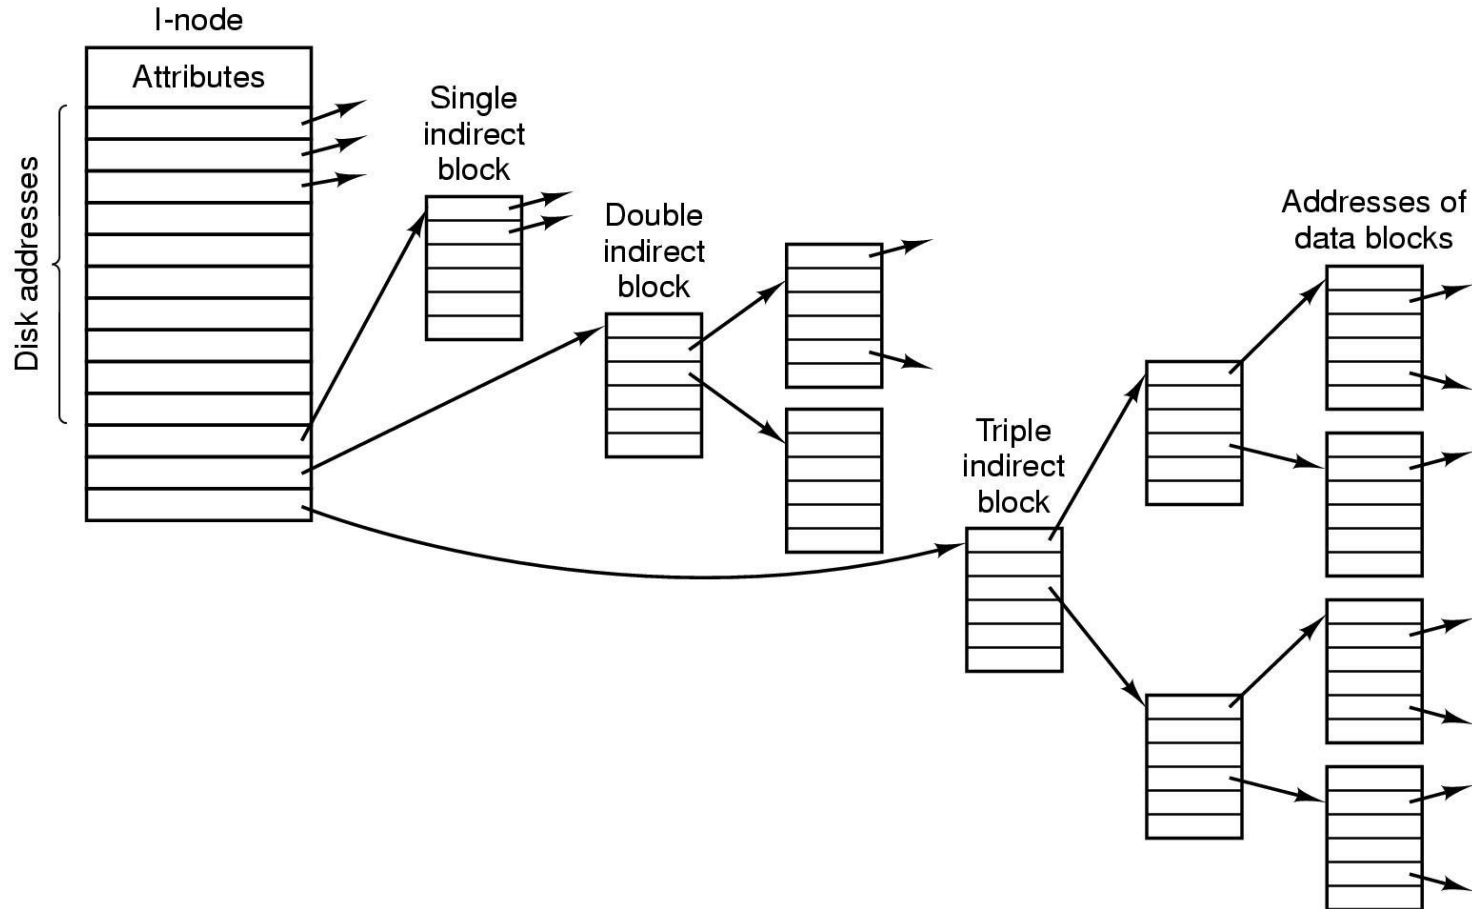 I-node
Attributes
Disk addresses
Single
indirect
block
Double
indirect
block
Triple
indirect
block
Addresses of
data blocks